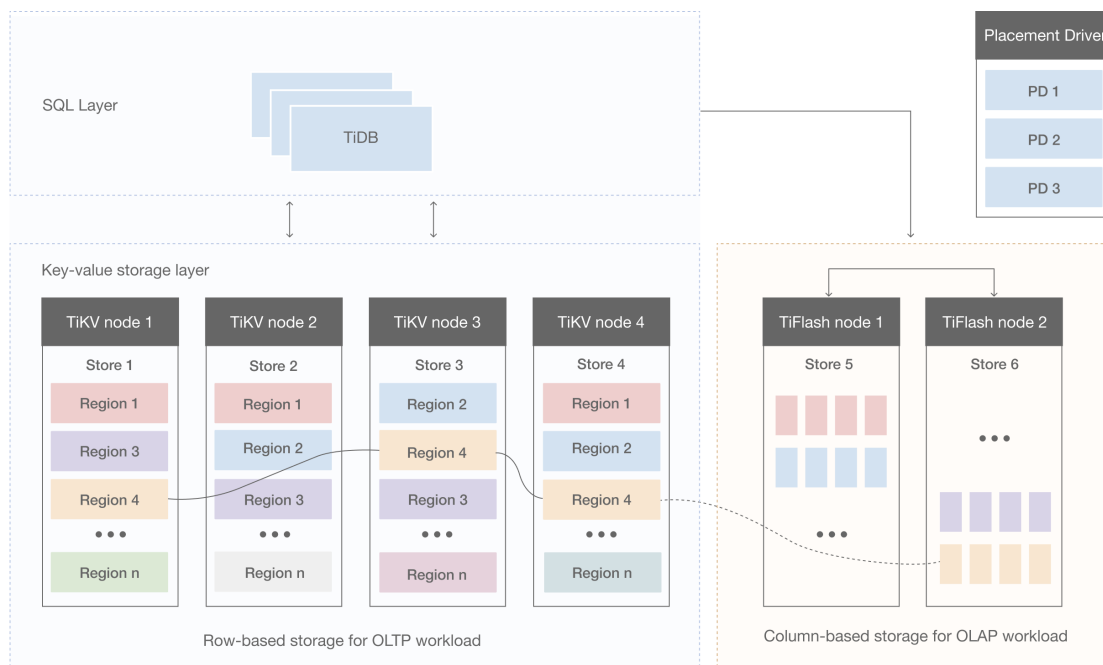 Placement Driver
PD 1
PD 2
PD 3
SQL Layer
TiDB
Key-value storage layer
TiKV node 1
Store 1
Region 1
Region 3
Region 4
Region n
TiKV node 2
Store 2
Region 1
Region 2
Region 3
Region n
TiKV node 3
Store 3
Region 2
Region 4
Region 3
Region n
TiKV node 4
Store 4
Region 1
Region 2
Region 4
Region n
Row-based storage for OLTP workload
TiFlash node 1
Store 5
TiFlash node 2
Store 6
Column-based storage for OLAP workload